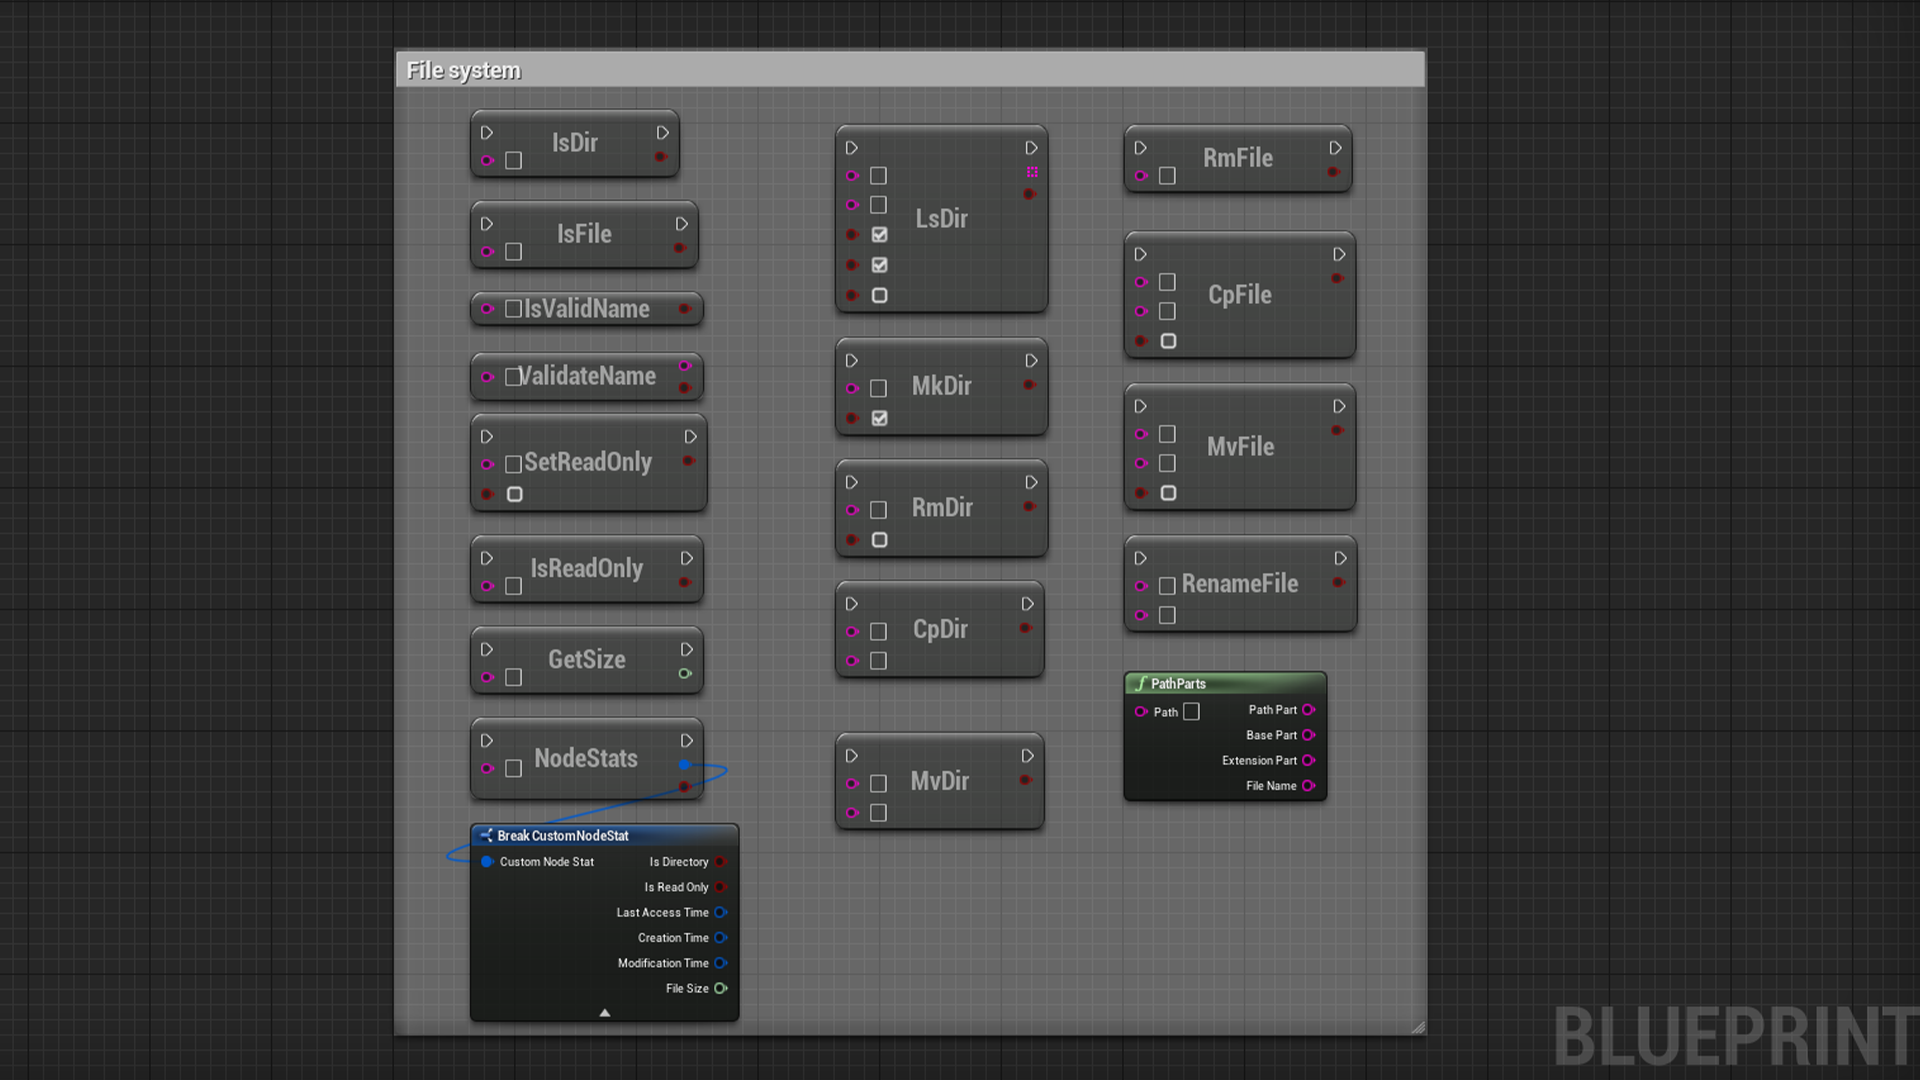 File system
IsDir
IsFile
IsValidName
ValidateName
SetReadOnly
IsReadOnly
GetSize
NodeStats
Break CustomNodeStat
Custom Node Stat
Is Directory
Is Read Only
Last Access Time
Creation Time
Modification Time
File Size
LsDir
MkDir
RmDir
CpDir
MvDir
RmFile
CpFile
MvFile
RenameFile
PathParts
Path
Path Part
Base Part
Extension Part
File Name
BLUEPRINT